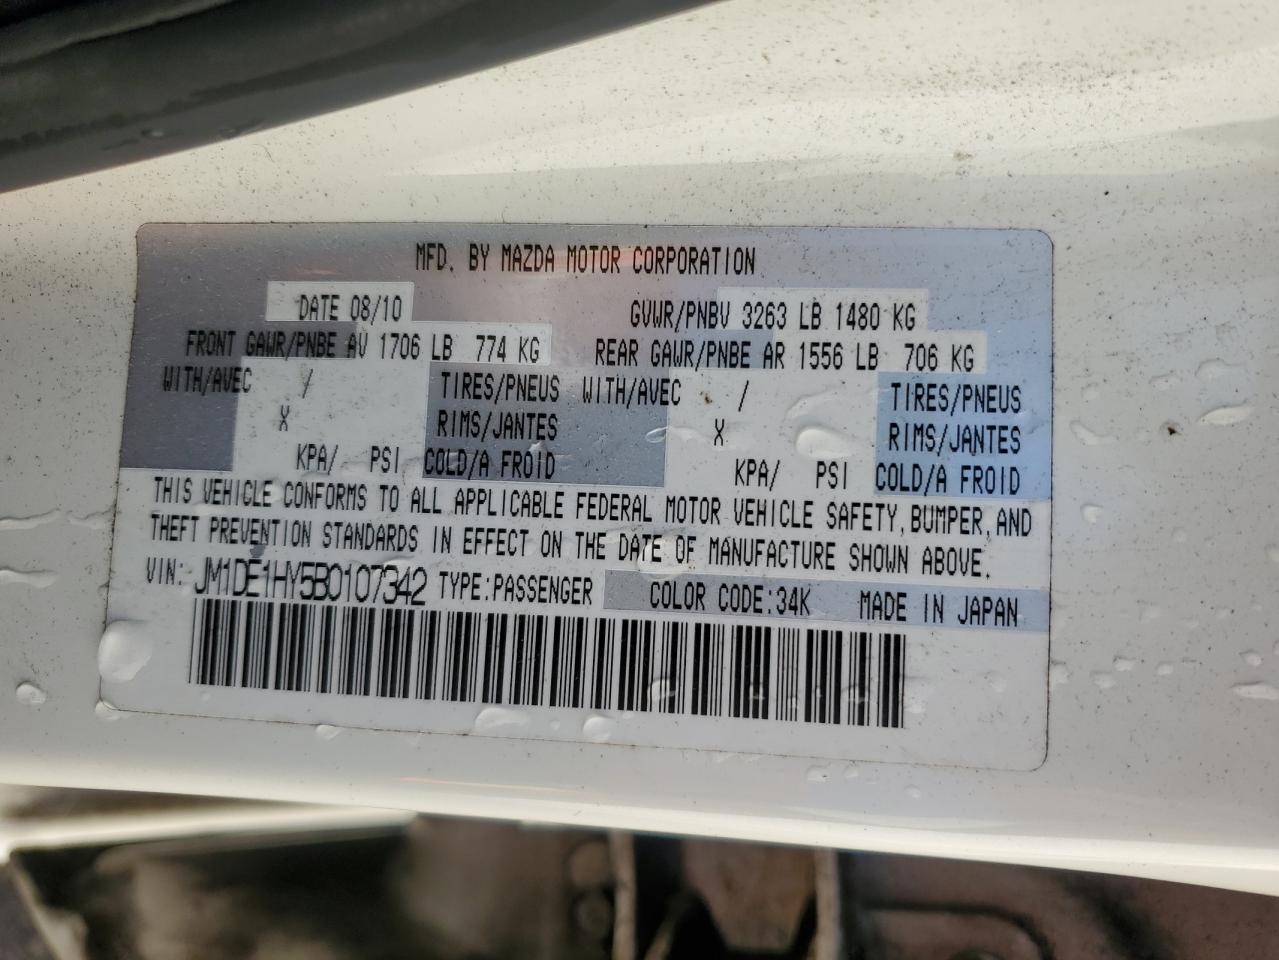 MFD. BY MAZDA MOTOR CORPORATION
DATE 08/10 GVWR/PNBV 3263 LB 1480 KG
FRONT GAWR/PNBE AV 1706 LB 774 KG REAR GAWR/PNBE AR 1556 LB 706 KG
WITH/AVEC / TIRES/PNEUS WITH/AVEC / TIRES/PNEUS
X RIMS/JANTES X RIMS/JANTES
KPA/ PSI COLD/A FROID KPA/ PSI COLD/A FROID
THIS VEHICLE CONFORMS TO ALL APPLICABLE FEDERAL MOTOR VEHICLE SAFETY, BUMPER, AND
THEFT PREVENTION STANDARDS IN EFFECT ON THE DATE OF MANUFACTURE SHOWN ABOVE.
VIN: JM1DE1HY5B0107342 TYPE:PASSENGER COLOR CODE:34K MADE IN JAPAN